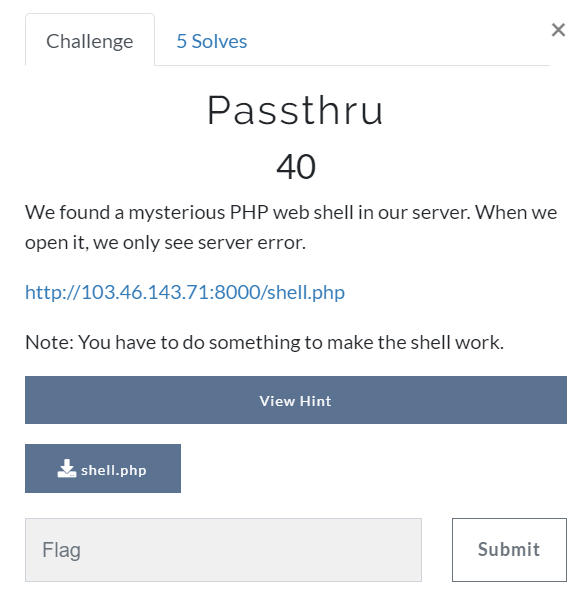 Challenge
5 Solves
×
Passthru
40
We found a mysterious PHP web shell in our server. When we
open it, we only see server error.
http://103.46.143.71:8000/shell.php
Note: You have to do something to make the shell work.
View Hint
shell.php
Flag
Submit